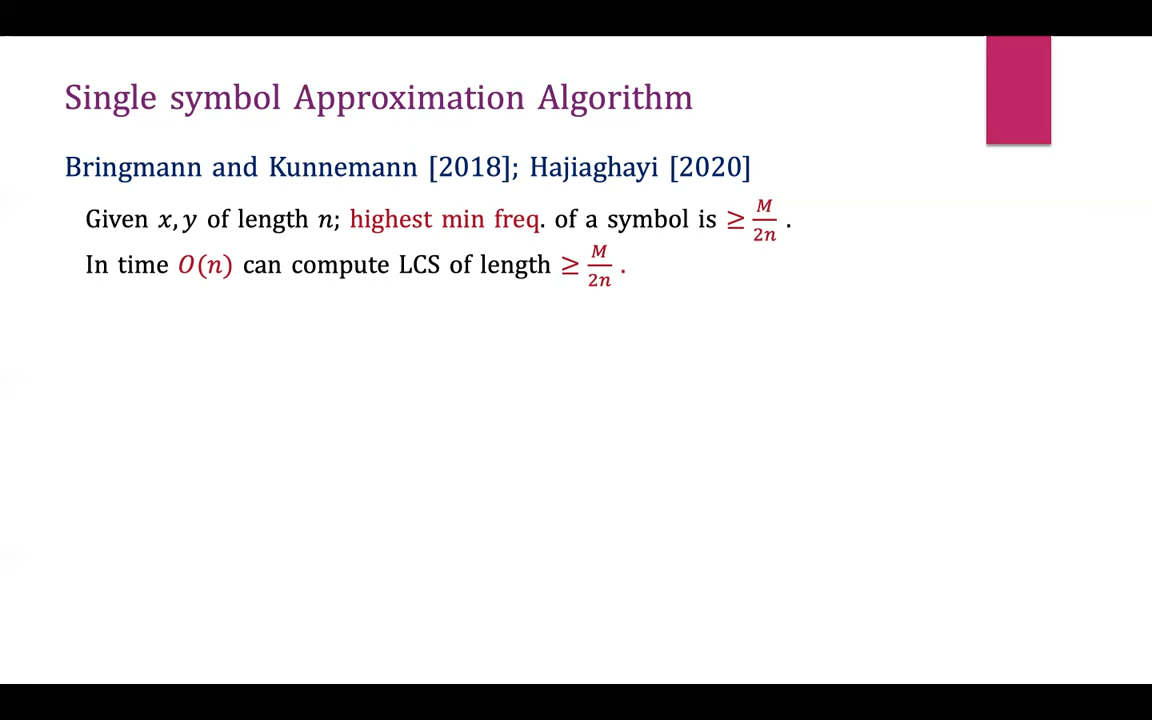 Single symbol Approximation Algorithm
Bringmann and Kunnemann [2018]; Hajiaghayi [2020]
Given x, y of length n; highest min freq. of a symbol is ≥ M/2n .
In time O(n) can compute LCS of length ≥ M/2n .